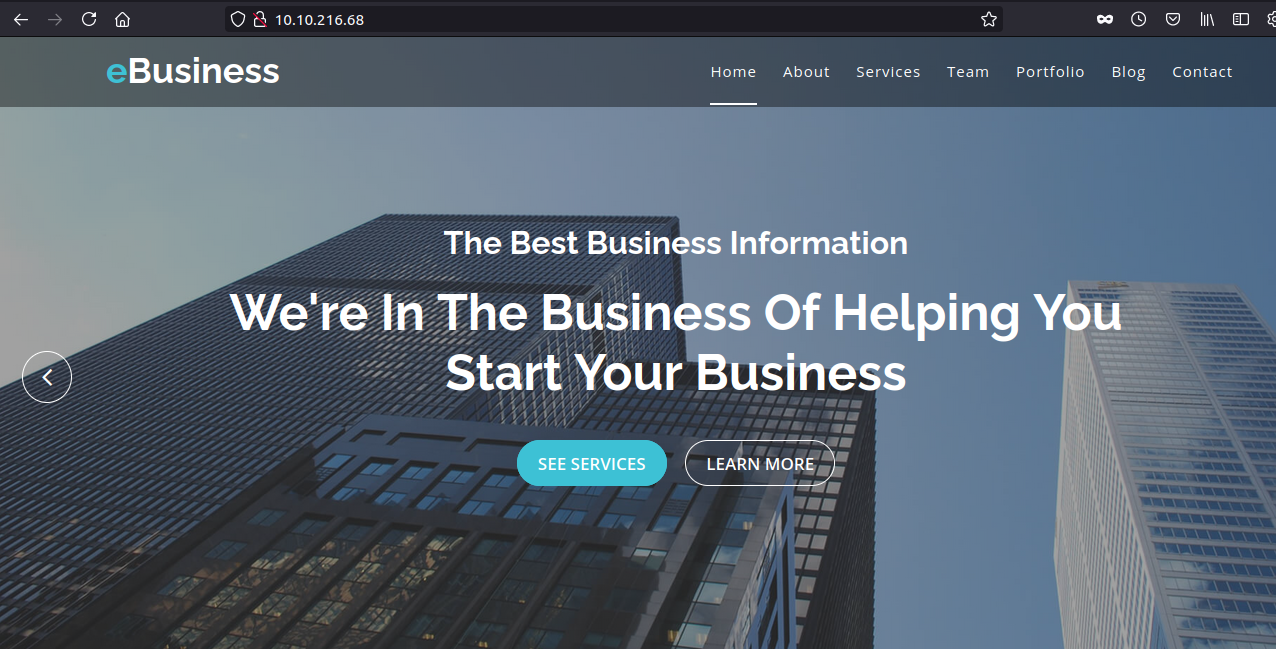 10.10.216.68
eBusiness
Home About Services Team Portfolio Blog Contact
The Best Business Information
We're In The Business Of Helping You
Start Your Business
SEE SERVICES LEARN MORE